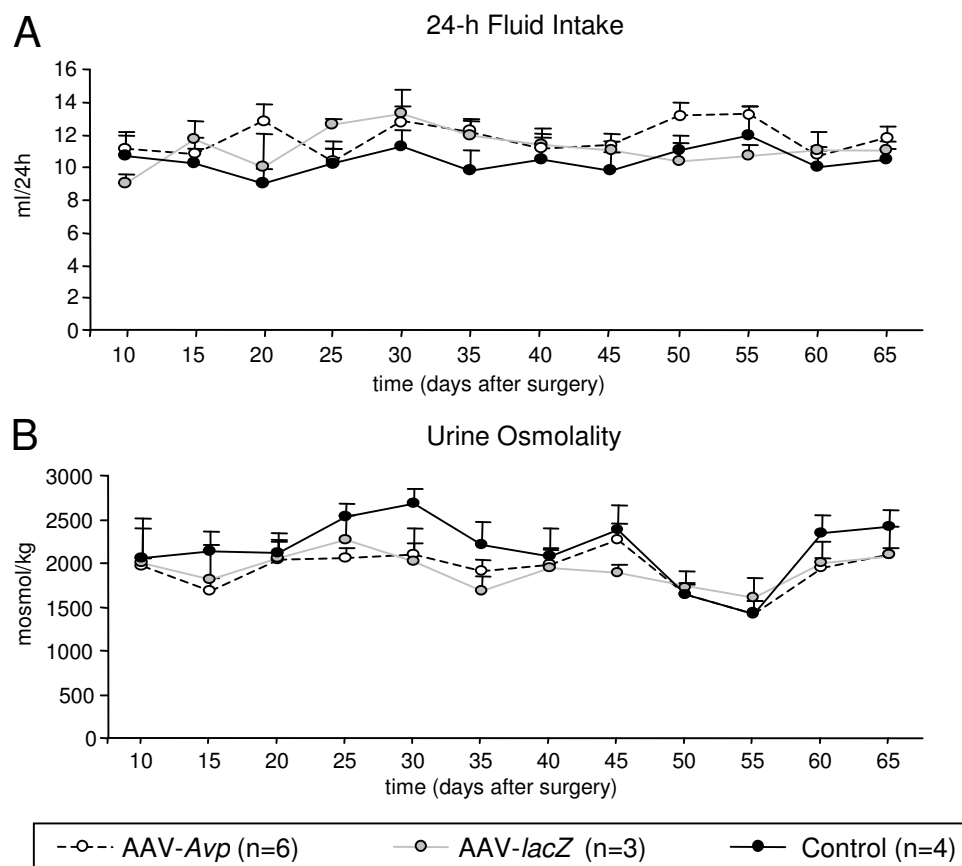 A
24-h Fluid Intake
16
14
12
10
8
6
4
2
0
ml/24h
10 15 20 25 30 35 40 45 50 55 60 65
time (days after surgery)
B
Urine Osmolality
3000
2500
2000
1500
1000
500
0
mosmol/kg
10 15 20 25 30 35 40 45 50 55 60 65
time (days after surgery)
AAV-Avp (n=6) AAV-lacZ (n=3) Control (n=4)